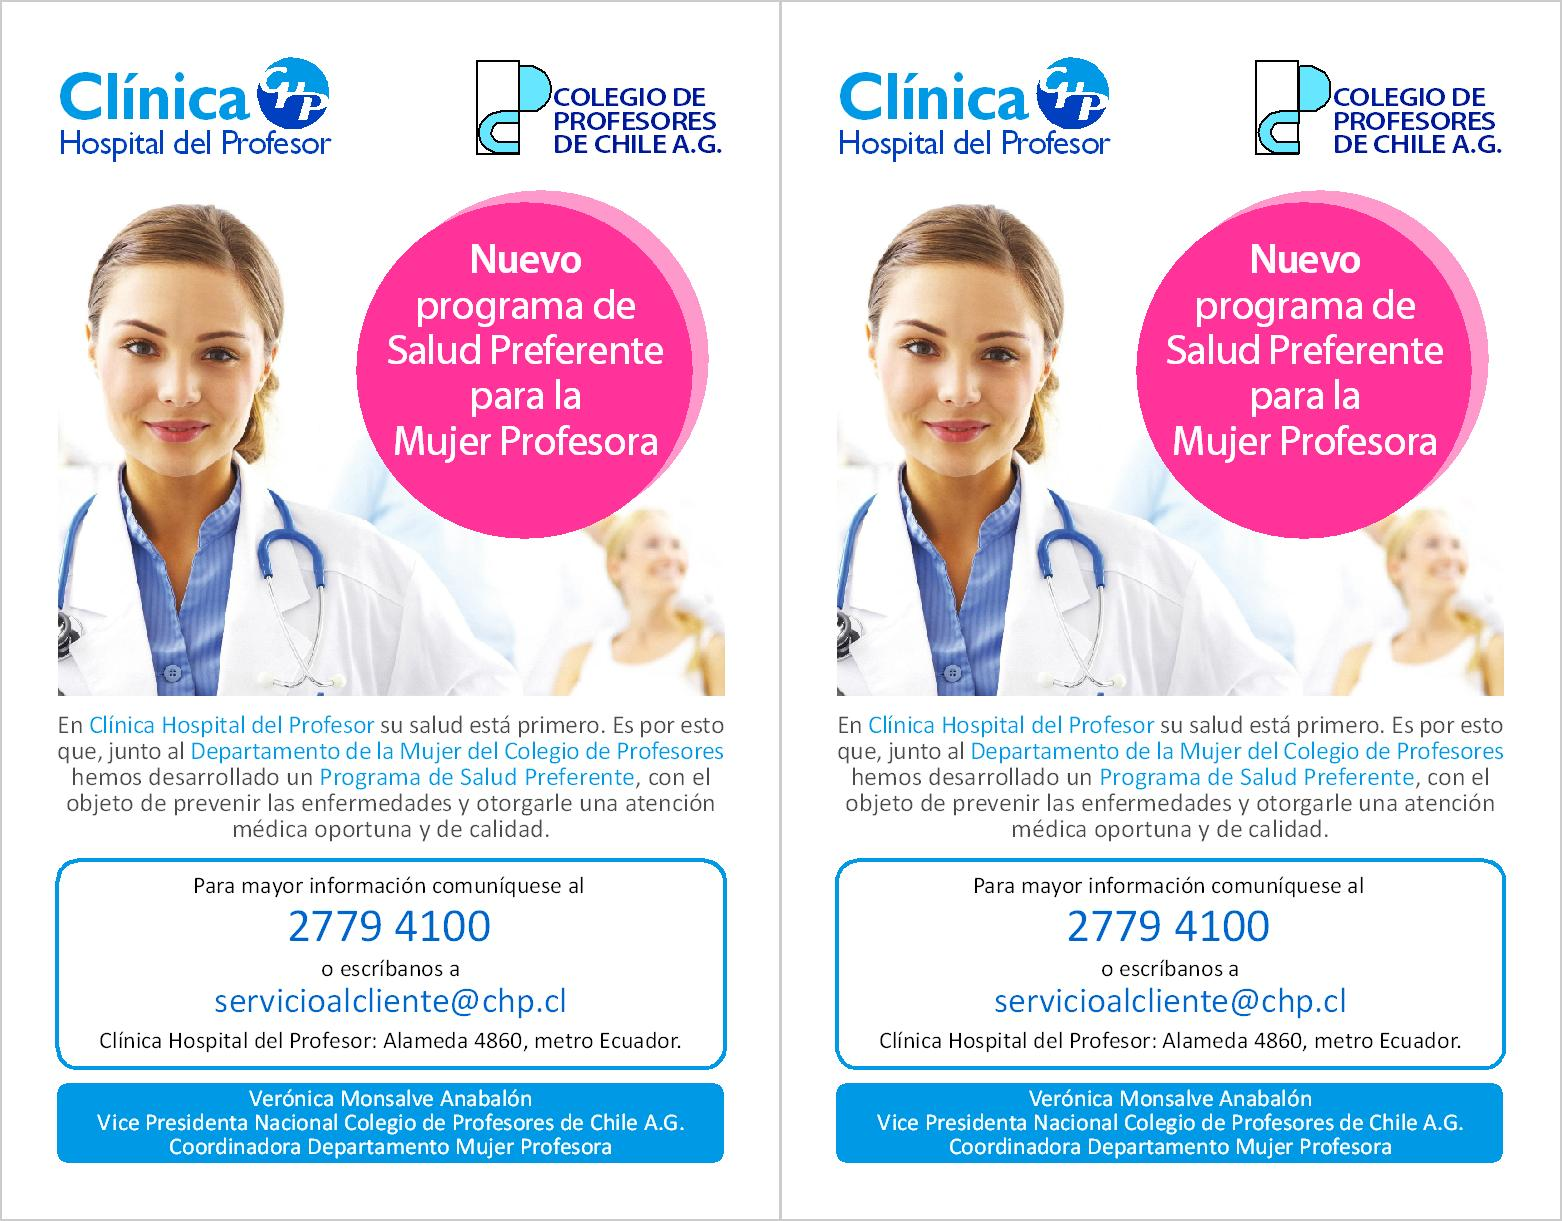 Clínica CHP
Hospital del Profesor
COLEGIO DE
PROFESORES
DE CHILE A.G.
Nuevo
programa de
Salud Preferente
para la
Mujer Profesora
En Clínica Hospital del Profesor su salud está primero. Es por esto
que, junto al Departamento de la Mujer del Colegio de Profesores
hemos desarrollado un Programa de Salud Preferente, con el
objeto de prevenir las enfermedades y otorgarle una atención
médica oportuna y de calidad.
Para mayor información comuníquese al
2779 4100
o escríbanos a
servicioalcliente@chp.cl
Clínica Hospital del Profesor: Alameda 4860, metro Ecuador.
Verónica Monsalve Anabalón
Vice Presidenta Nacional Colegio de Profesores de Chile A.G.
Coordinadora Departamento Mujer Profesora
Clínica CHP
Hospital del Profesor
COLEGIO DE
PROFESORES
DE CHILE A.G.
Nuevo
programa de
Salud Preferente
para la
Mujer Profesora
En Clínica Hospital del Profesor su salud está primero. Es por esto
que, junto al Departamento de la Mujer del Colegio de Profesores
hemos desarrollado un Programa de Salud Preferente, con el
objeto de prevenir las enfermedades y otorgarle una atención
médica oportuna y de calidad.
Para mayor información comuníquese al
2779 4100
o escríbanos a
servicioalcliente@chp.cl
Clínica Hospital del Profesor: Alameda 4860, metro Ecuador.
Verónica Monsalve Anabalón
Vice Presidenta Nacional Colegio de Profesores de Chile A.G.
Coordinadora Departamento Mujer Profesora